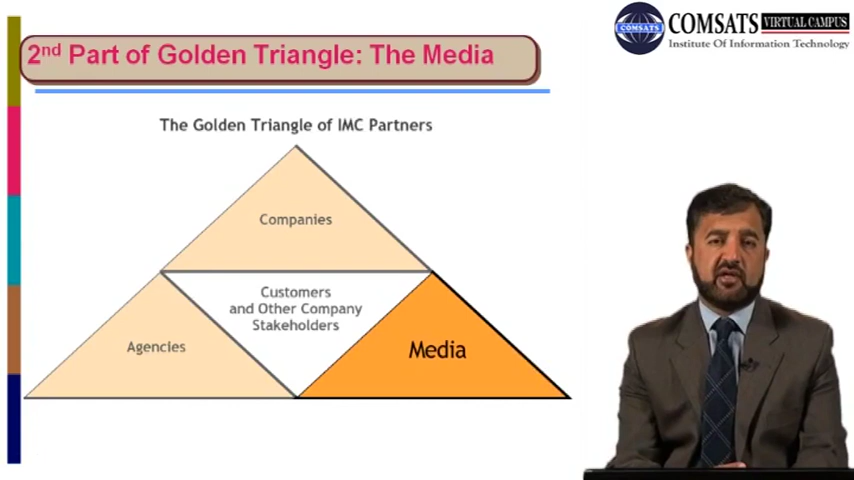 2nd Part of Golden Triangle: The Media
COMSATS VIRTUAL CAMPUS
Institute Of Information Technology
The Golden Triangle of IMC Partners
Companies
Customers
and Other Company
Stakeholders
Agencies
Media